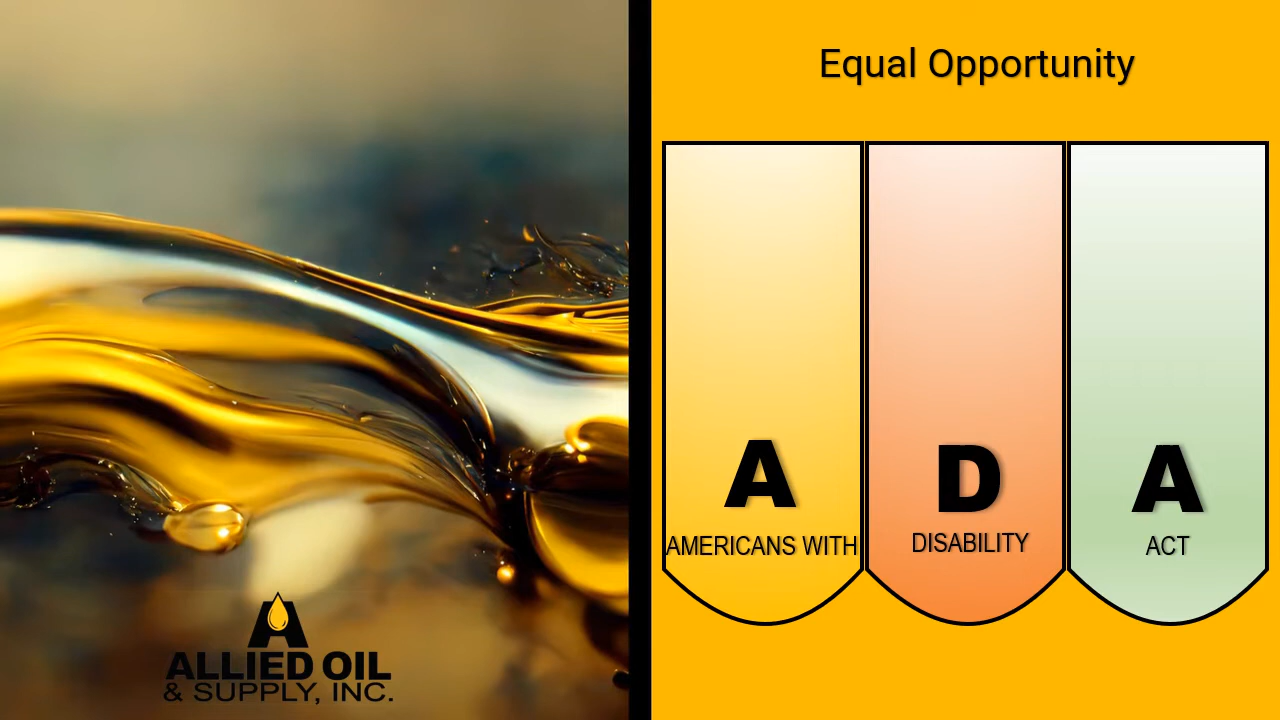 ALLIED OIL
& SUPPLY, INC.
Equal Opportunity
A
AMERICANS WITH
D
DISABILITY
A
ACT